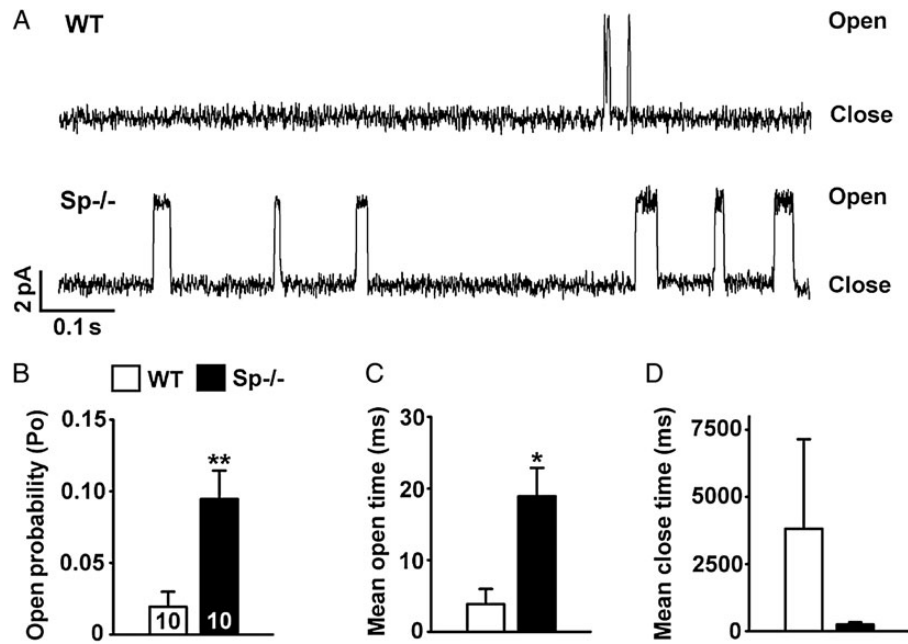 A
WT
Open
Close
Sp-/-
Open
Close
2 pA
0.1 s
B
WT
Sp-/-
Open probability (Po)
0.15
0.10
0.05
0
**
10
10
C
Mean open time (ms)
30
20
10
0
*
D
Mean close time (ms)
7500
5000
2500
0